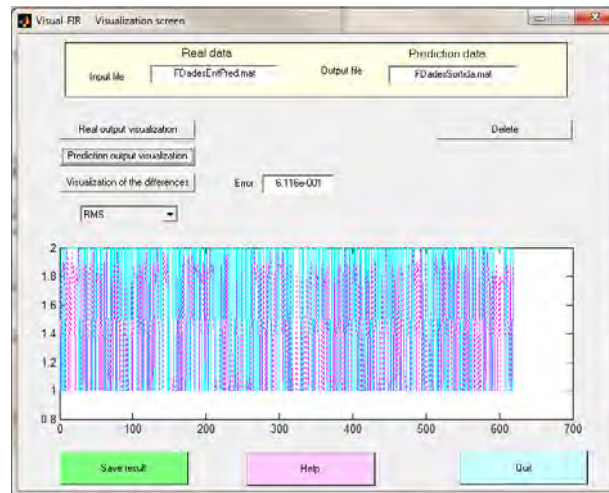 Visual-FIR Visualization screen
Real data
Prediction data
Input file
FDadesEntPred.mat
Output file
FDadesSortida.mat
Real output visualization
Delete
Prediction output visualization
Visualization of the differences
Error
6.116e-001
RMS
2
1.8
1.6
1.4
1.2
1
0.8
0 100 200 300 400 500 600 700
Save result
Help
Quit